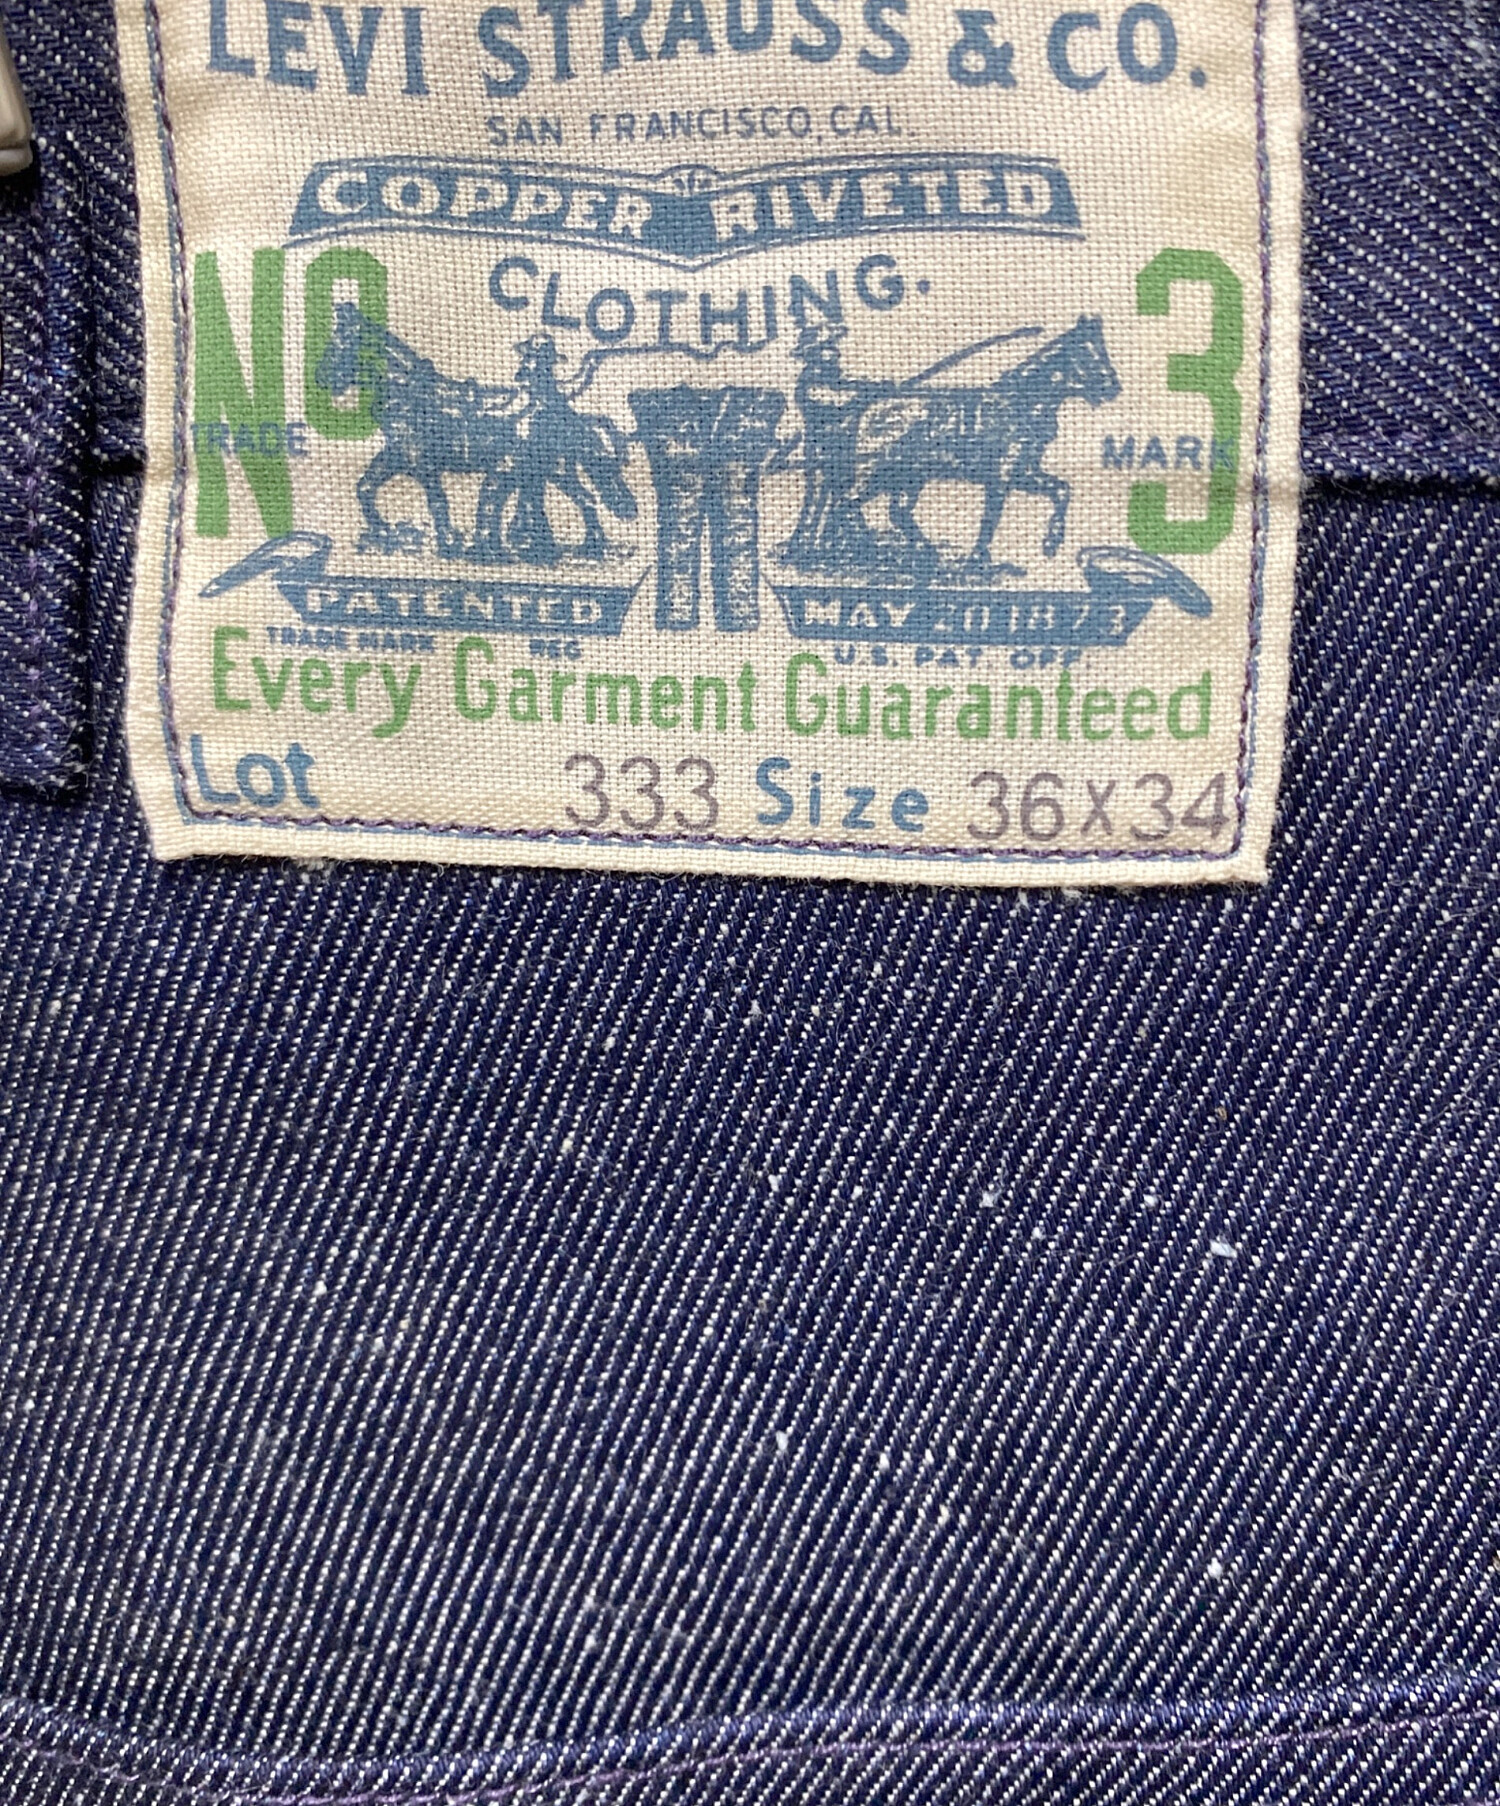 LEVI STRAUSS & CO.
SAN FRANCISCO, CAL.
COPPER RIVETED
CLOTHING.
No 3
TRADE MARK
PATENTED MAY 20 1873
TRADE MARK REG U.S. PAT. OFF.
Every Garment Guaranteed
Lot 333 Size 36X34